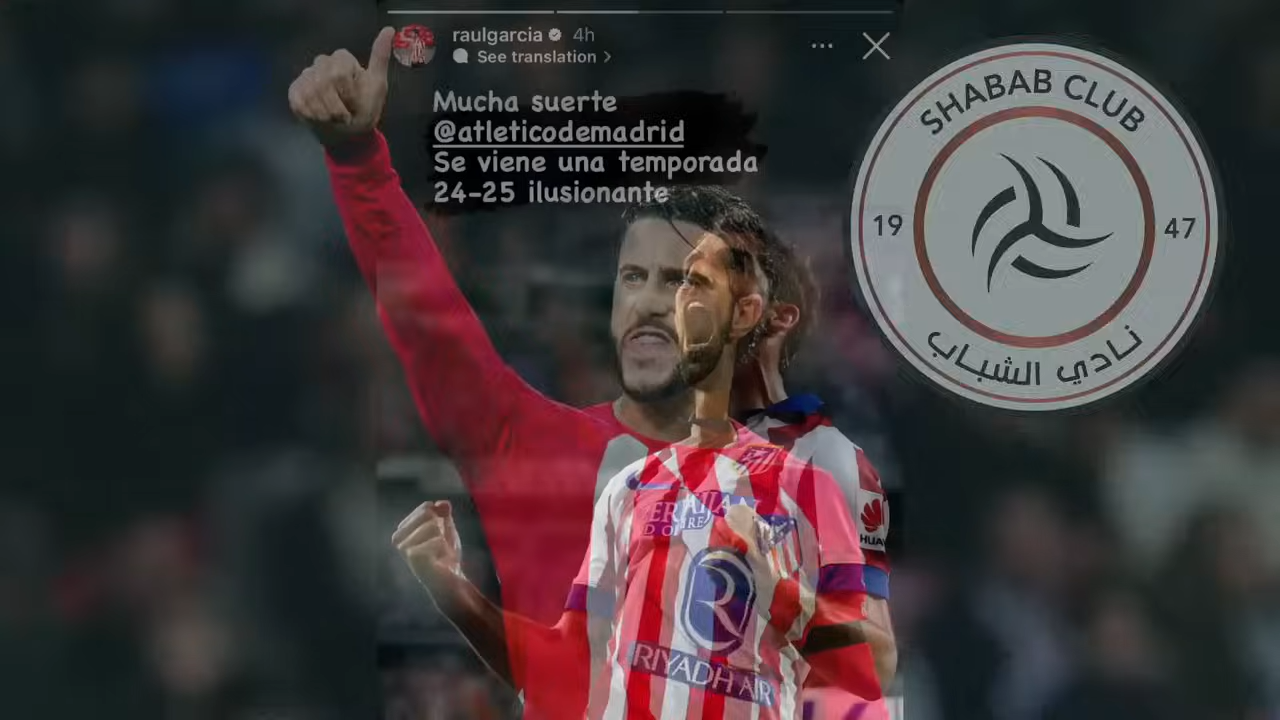 raulgarcia 4h
See translation >
Mucha suerte
@atleticodemadrid
Se viene una temporada
24-25 ilusionante
SHABAB CLUB
19 47
نادي الشباب
HUAW
RIYADH AIR